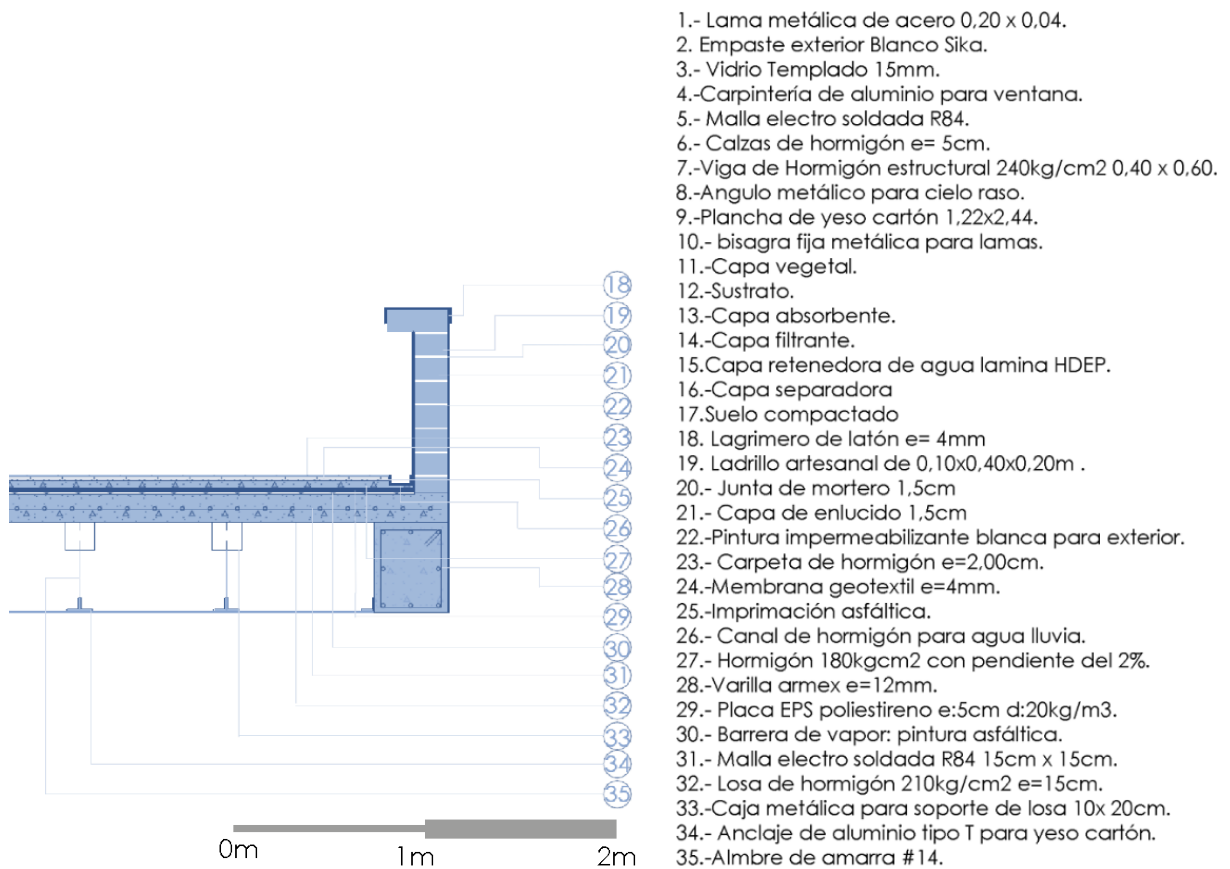 1.- Lama metálica de acero 0,20 x 0,04.
2. Empaste exterior Blanco Sika.
3.- Vidrio Templado 15mm.
4.-Carpintería de aluminio para ventana.
5.- Malla electro soldada R84.
6.- Calzas de hormigón e= 5cm.
7.-Viga de Hormigón estructural 240kg/cm2 0,40 x 0,60.
8.-Angulo metálico para cielo raso.
9.-Plancha de yeso cartón 1,22x2,44.
10.- bisagra fija metálica para lamas.
11.-Capa vegetal.
12.-Sustrato.
13.-Capa absorbente.
14.-Capa filtrante.
15.Capa retenedora de agua lamina HDEP.
16.-Capa separadora
17.Suelo compactado
18. Lagrimero de latón e= 4mm
19. Ladrillo artesanal de 0,10x0,40x0,20m .
20.- Junta de mortero 1,5cm
21.- Capa de enlucido 1,5cm
22.-Pintura impermeabilizante blanca para exterior.
23.- Carpeta de hormigón e=2,00cm.
24.-Membrana geotextil e=4mm.
25.-Imprimación asfáltica.
26.- Canal de hormigón para agua lluvia.
27.- Hormigón 180kgcm2 con pendiente del 2%.
28.-Varilla armex e=12mm.
29.- Placa EPS poliestireno e:5cm d:20kg/m3.
30.- Barrera de vapor: pintura asfáltica.
31.- Malla electro soldada R84 15cm x 15cm.
32.- Losa de hormigón 210kg/cm2 e=15cm.
33.-Caja metálica para soporte de losa 10x 20cm.
34.- Anclaje de aluminio tipo T para yeso cartón.
35.-Almbre de amarra #14.
18
19
20
21
22
23
24
25
26
27
28
29
30
31
32
33
34
35
0m
1m
2m